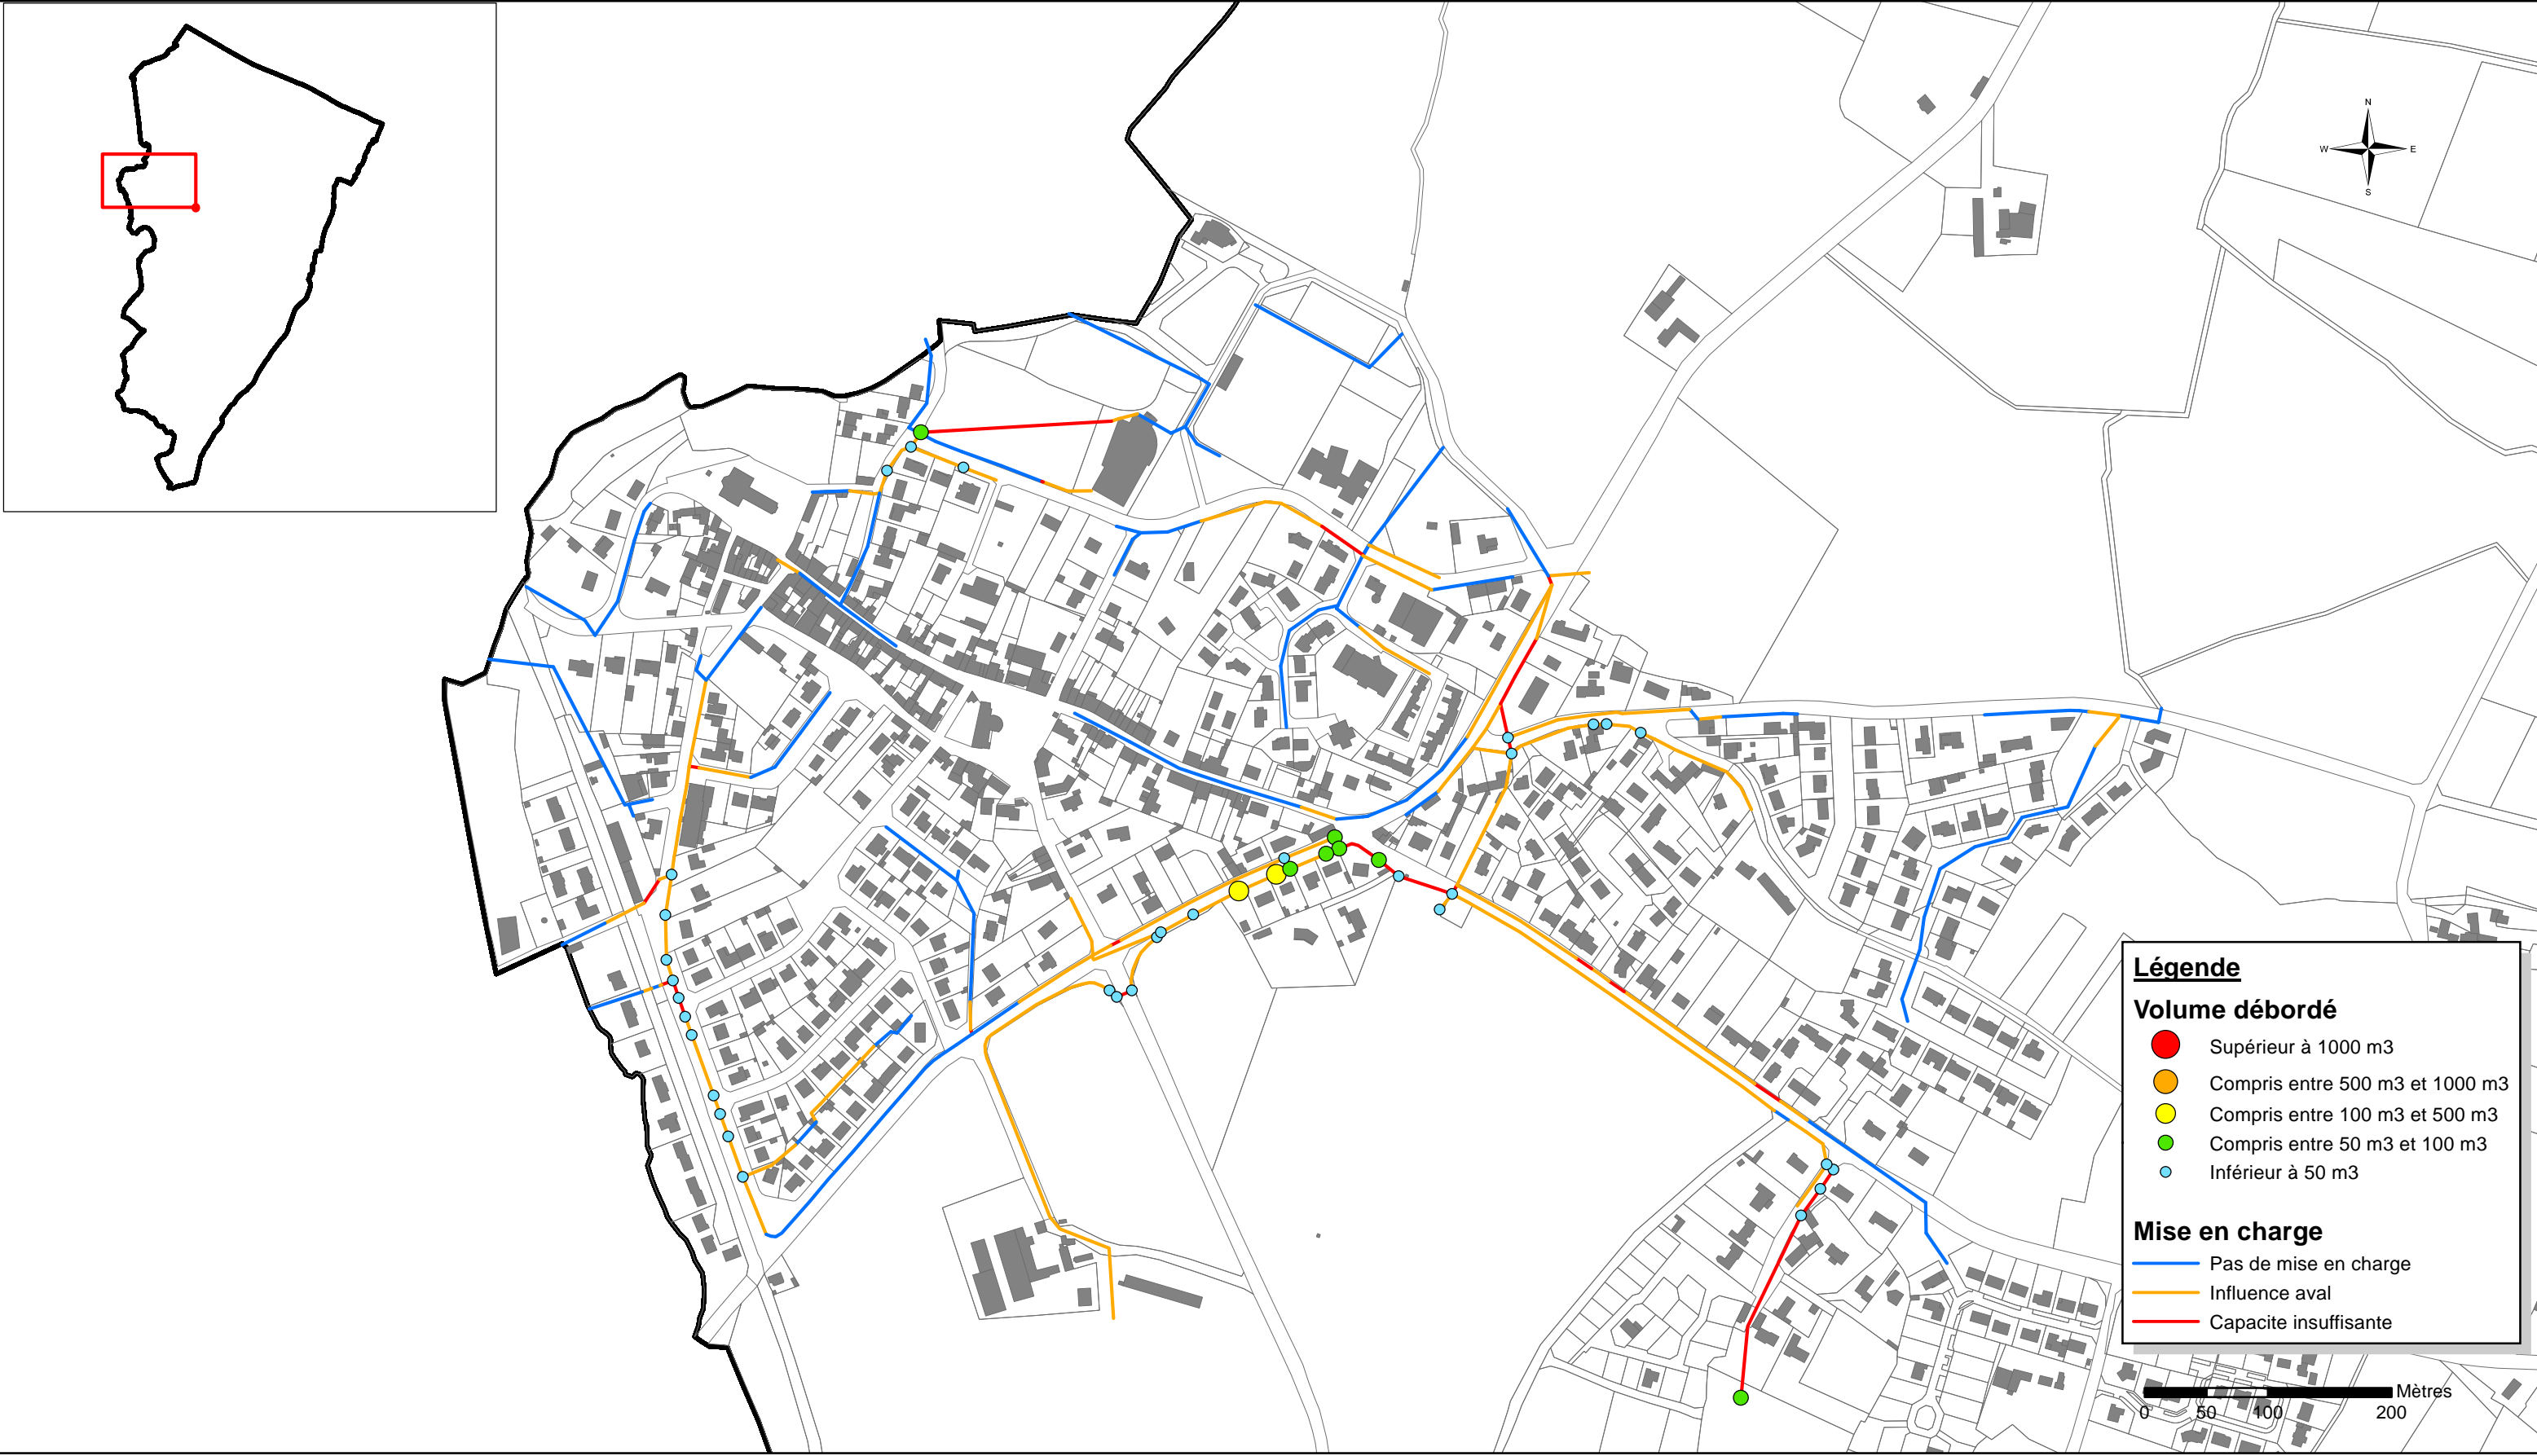 N
W E
S
Légende
Volume débordé
Supérieur à 1000 m3
Compris entre 500 m3 et 1000 m3
Compris entre 100 m3 et 500 m3
Compris entre 50 m3 et 100 m3
Inférieur à 50 m3
Mise en charge
Pas de mise en charge
Influence aval
Capacite insuffisante
Mètres
0 50 100 200